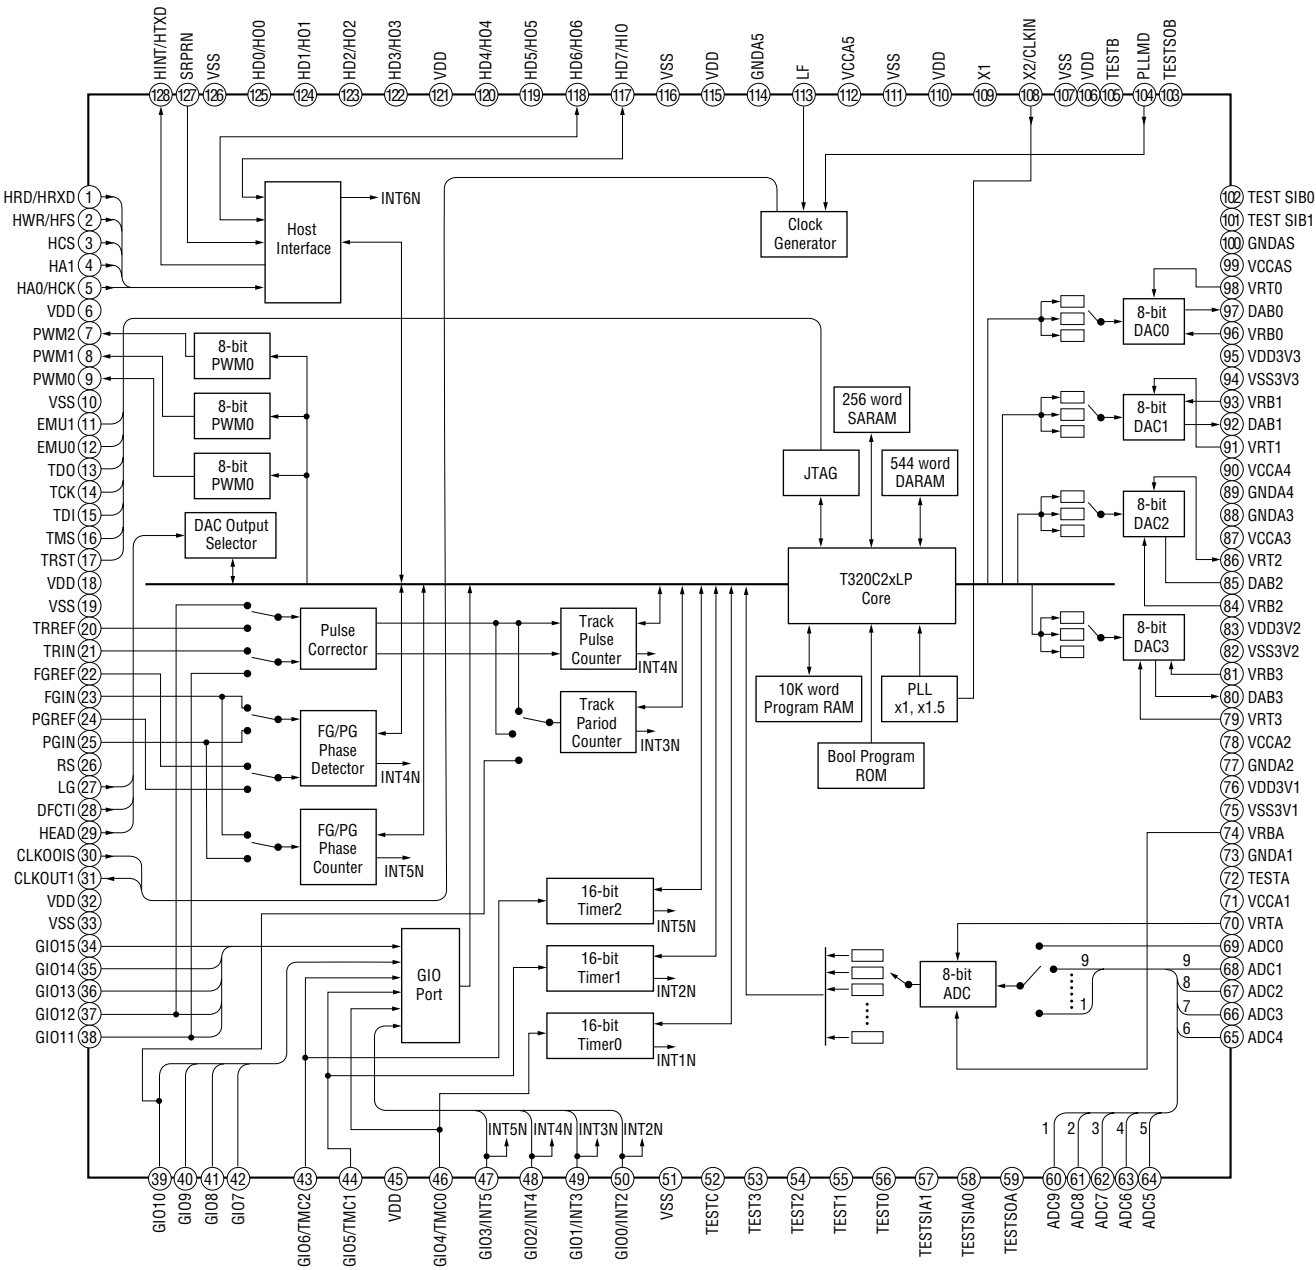 HINT/HTXD
SRPRN
VSS
HD0/HO0
HD1/HO1
HD2/HO2
HD3/HO3
VDD
HD4/HO4
HD5/HO5
HD6/HO6
HD7/HIO
VSS
VDD
GNDA5
LF
VCCA5
VSS
VDD
X1
X2/CLKIN
VSS
VDD
TESTB
PLLMD
TESTSOB
128 127 126 125 124 123 122 121 120 119 118 117 116 115 114 113 112 111 110 109 108 107 106 105 104 103
HRD/HRXD 1
HWR/HFS 2
HCS 3
HA1 4
HA0/HCK 5
VDD 6
PWM2 7
PWM1 8
PWM0 9
VSS 10
EMU1 11
EMU0 12
TDO 13
TCK 14
TDI 15
TMS 16
TRST 17
VDD 18
VSS 19
TRREF 20
TRIN 21
FGREF 22
FGIN 23
PGREF 24
PGIN 25
RS 26
LG 27
DFCTI 28
HEAD 29
CLKOOIS 30
CLKOUT1 31
VDD 32
VSS 33
GIO15 34
GIO14 35
GIO13 36
GIO12 37
GIO11 38
Host
Interface
INT6N
Clock
Generator
8-bit
PWM0
8-bit
PWM0
8-bit
PWM0
DAC Output
Selector
256 word
SARAM
JTAG
544 word
DARAM
T320C2xLP
Core
10K word
Program RAM
PLL
x1, x1.5
Bool Program
ROM
Pulse
Corrector
Track
Pulse
Counter
INT4N
Track
Pariod
Counter
INT3N
FG/PG
Phase
Detector
INT4N
FG/PG
Phase
Counter
INT5N
16-bit
Timer2
INT5N
16-bit
Timer1
INT2N
16-bit
Timer0
INT1N
GIO
Port
8-bit
DAC0
8-bit
DAC1
8-bit
DAC2
8-bit
DAC3
8-bit
ADC
9
1
9
8
7
6
1
2
3
4
5
INT5N
INT4N
INT3N
INT2N
102 TEST SIB0
101 TEST SIB1
100 GNDAS
99 VCCAS
98 VRT0
97 DAB0
96 VRB0
95 VDD3V3
94 VSS3V3
93 VRB1
92 DAB1
91 VRT1
90 VCCA4
89 GNDA4
88 GNDA3
87 VCCA3
86 VRT2
85 DAB2
84 VRB2
83 VDD3V2
82 VSS3V2
81 VRB3
80 DAB3
79 VRT3
78 VCCA2
77 GNDA2
76 VDD3V1
75 VSS3V1
74 VRBA
73 GNDA1
72 TESTA
71 VCCA1
70 VRTA
69 ADC0
68 ADC1
67 ADC2
66 ADC3
65 ADC4
39 40 41 42 43 44 45 46 47 48 49 50 51 52 53 54 55 56 57 58 59 60 61 62 63 64
GIO10
GIO9
GIO8
GIO7
GIO6/TMC2
GIO5/TMC1
VDD
GIO4/TMC0
GIO3/INT5
GIO2/INT4
GIO1/INT3
GIO0/INT2
VSS
TESTC
TEST3
TEST2
TEST1
TEST0
TESTSIA1
TESTSIA0
TESTSOA
ADC9
ADC8
ADC7
ADC6
ADC5